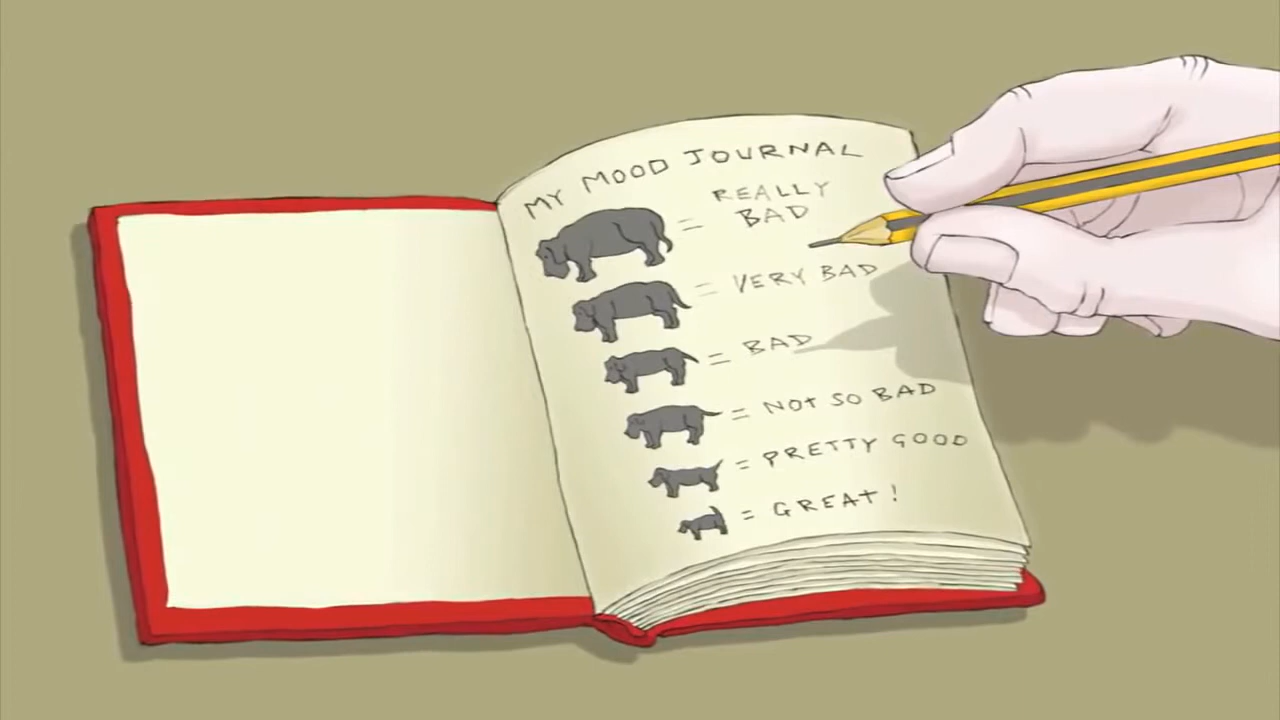 MY MOOD JOURNAL
= REALLY
BAD
= VERY BAD
= BAD
= NOT SO BAD
= PRETTY GOOD
= GREAT!